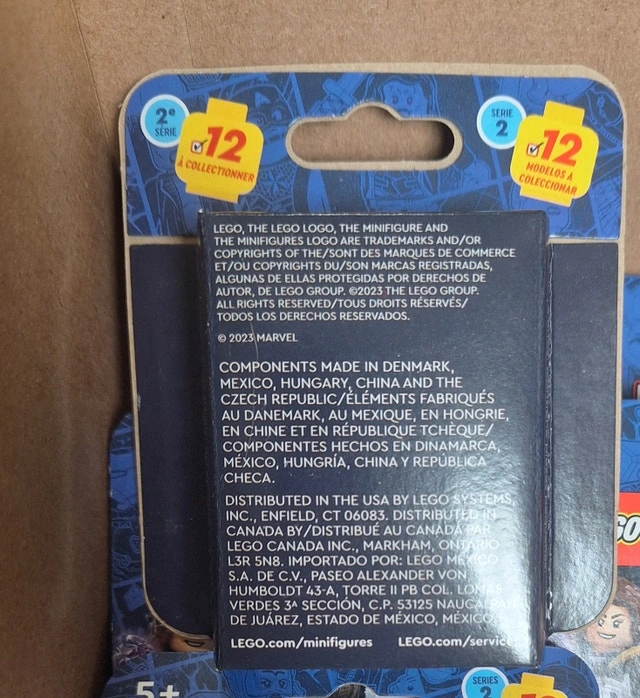 2e
SÉRIE
12
À COLLECTIONNER
SERIE
2
12
MODELOS A
COLECCIONAR
LEGO, THE LEGO LOGO, THE MINIFIGURE AND
THE MINIFIGURES LOGO ARE TRADEMARKS AND/OR
COPYRIGHTS OF THE/SONT DES MARQUES DE COMMERCE
ET/OU COPYRIGHTS DU/SON MARCAS REGISTRADAS,
ALGUNAS DE ELLAS PROTEGIDAS POR DERECHOS DE
AUTOR, DE LEGO GROUP. ©2023 THE LEGO GROUP.
ALL RIGHTS RESERVED/TOUS DROITS RÉSERVÉS/
TODOS LOS DERECHOS RESERVADOS.
© 2023 MARVEL
COMPONENTS MADE IN DENMARK,
MEXICO, HUNGARY, CHINA AND THE
CZECH REPUBLIC/ÉLÉMENTS FABRIQUÉS
AU DANEMARK, AU MEXIQUE, EN HONGRIE,
EN CHINE ET EN RÉPUBLIQUE TCHÈQUE/
COMPONENTES HECHOS EN DINAMARCA,
MÉXICO, HUNGRÍA, CHINA Y REPÚBLICA
CHECA.
DISTRIBUTED IN THE USA BY LEGO SYSTEMS,
INC., ENFIELD, CT 06083. DISTRIBUTED IN
CANADA BY/DISTRIBUÉ AU CANADA PAR
LEGO CANADA INC., MARKHAM, ONTARIO
L3R 5N8. IMPORTADO POR: LEGO MÉXICO
S.A. DE C.V., PASEO ALEXANDER VON
HUMBOLDT 43-A, TORRE II PB COL. LOMAS
VERDES 3ᴬ SECCIÓN, C.P. 53125 NAUCALPAN
DE JUÁREZ, ESTADO DE MÉXICO, MÉXICO.
LEGO.com/minifigures LEGO.com/service
5+
SERIES
2